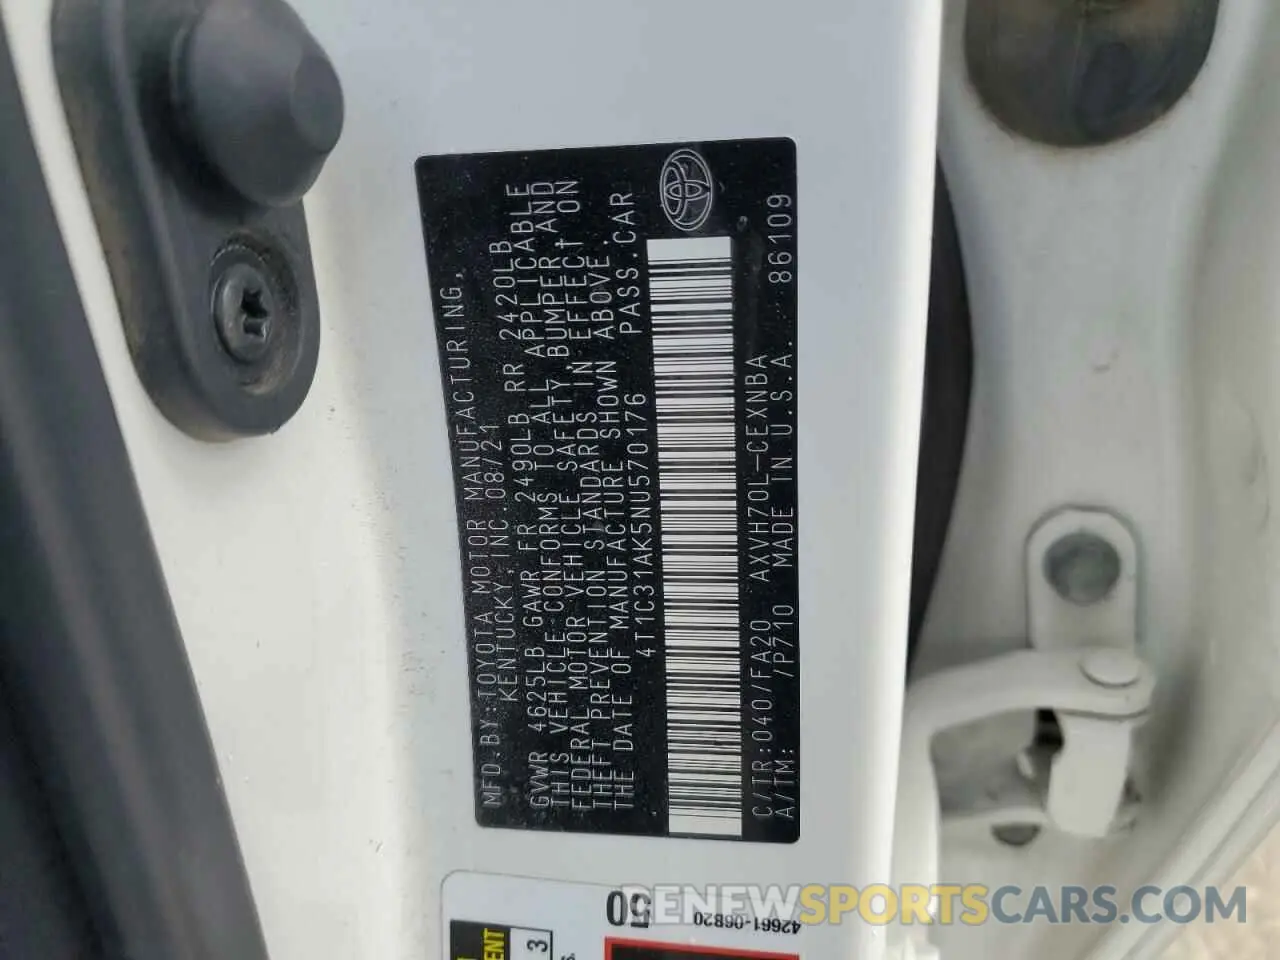 MFD.BY:TOYOTA MOTOR MANUFACTURING,
KENTUCKY, INC.08/21
GVWR 4625LB GAWR FR 2490LB RR 2420LB
THIS VEHICLE CONFORMS TO ALL APPLICABLE
FEDERAL MOTOR VEHICLE SAFETY,BUMPER,AND
THEFT PREVENTION STANDARDS IN EFFECT ON
THE DATE OF MANUFACTURE SHOWN ABOVE.
4T1C31AK5NU570176 PASS.CAR
C/TR:040/FA20 AXVH70L-CEXNBA
A/TM: /P710 MADE IN U.S.A. 86109
50
42661-06B20
3
RENEWSPORTSCARS.COM